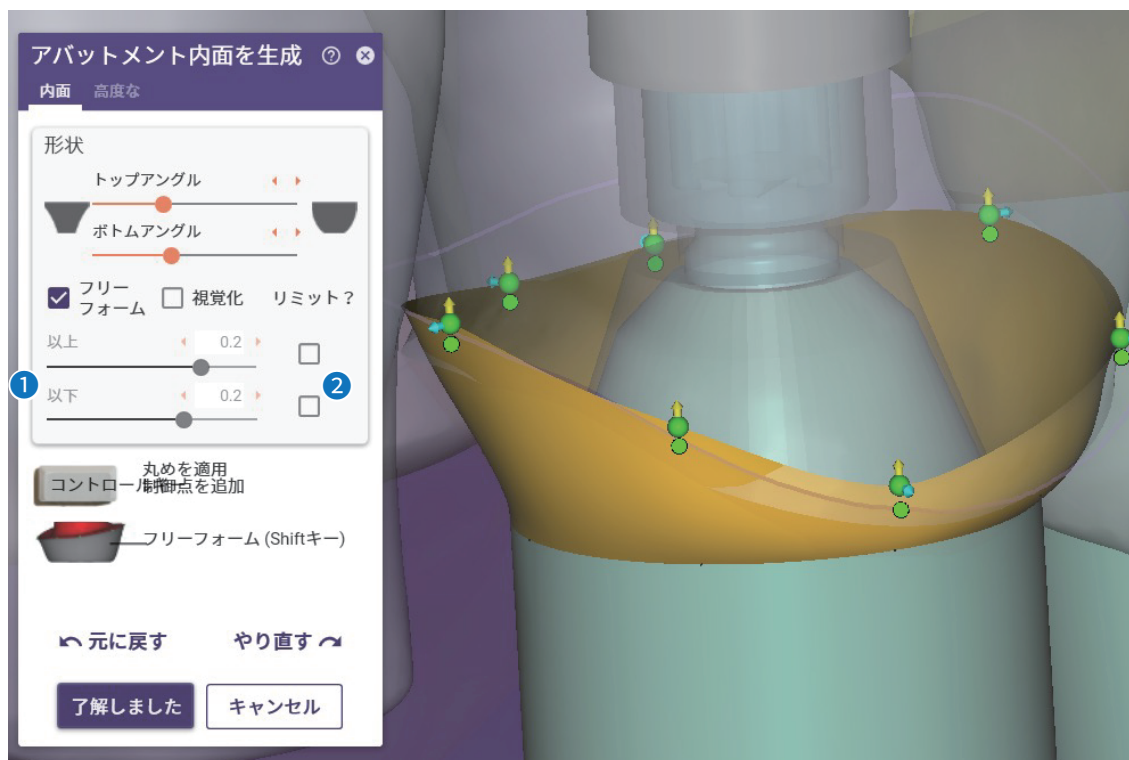 アバットメント内面を生成
内面 高度な
形状
トップアングル
ボトムアングル
フリー
フォーム
視覚化
リミット？
以上 0.2
1
2
以下 0.2
コントロールキー
丸めを適用
制御点を追加
フリーフォーム (Shiftキー)
元に戻す やり直す
了解しました キャンセル